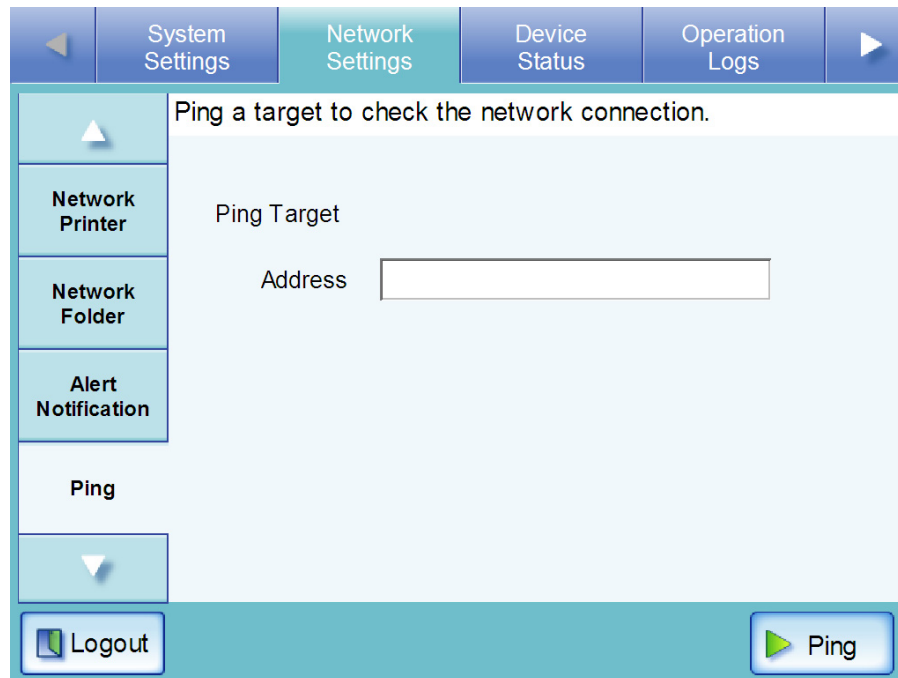 System
Settings
Network
Settings
Device
Status
Operation
Logs
Ping a target to check the network connection.
Network
Printer
Network
Folder
Alert
Notification
Ping
Ping Target
Address
Logout
Ping